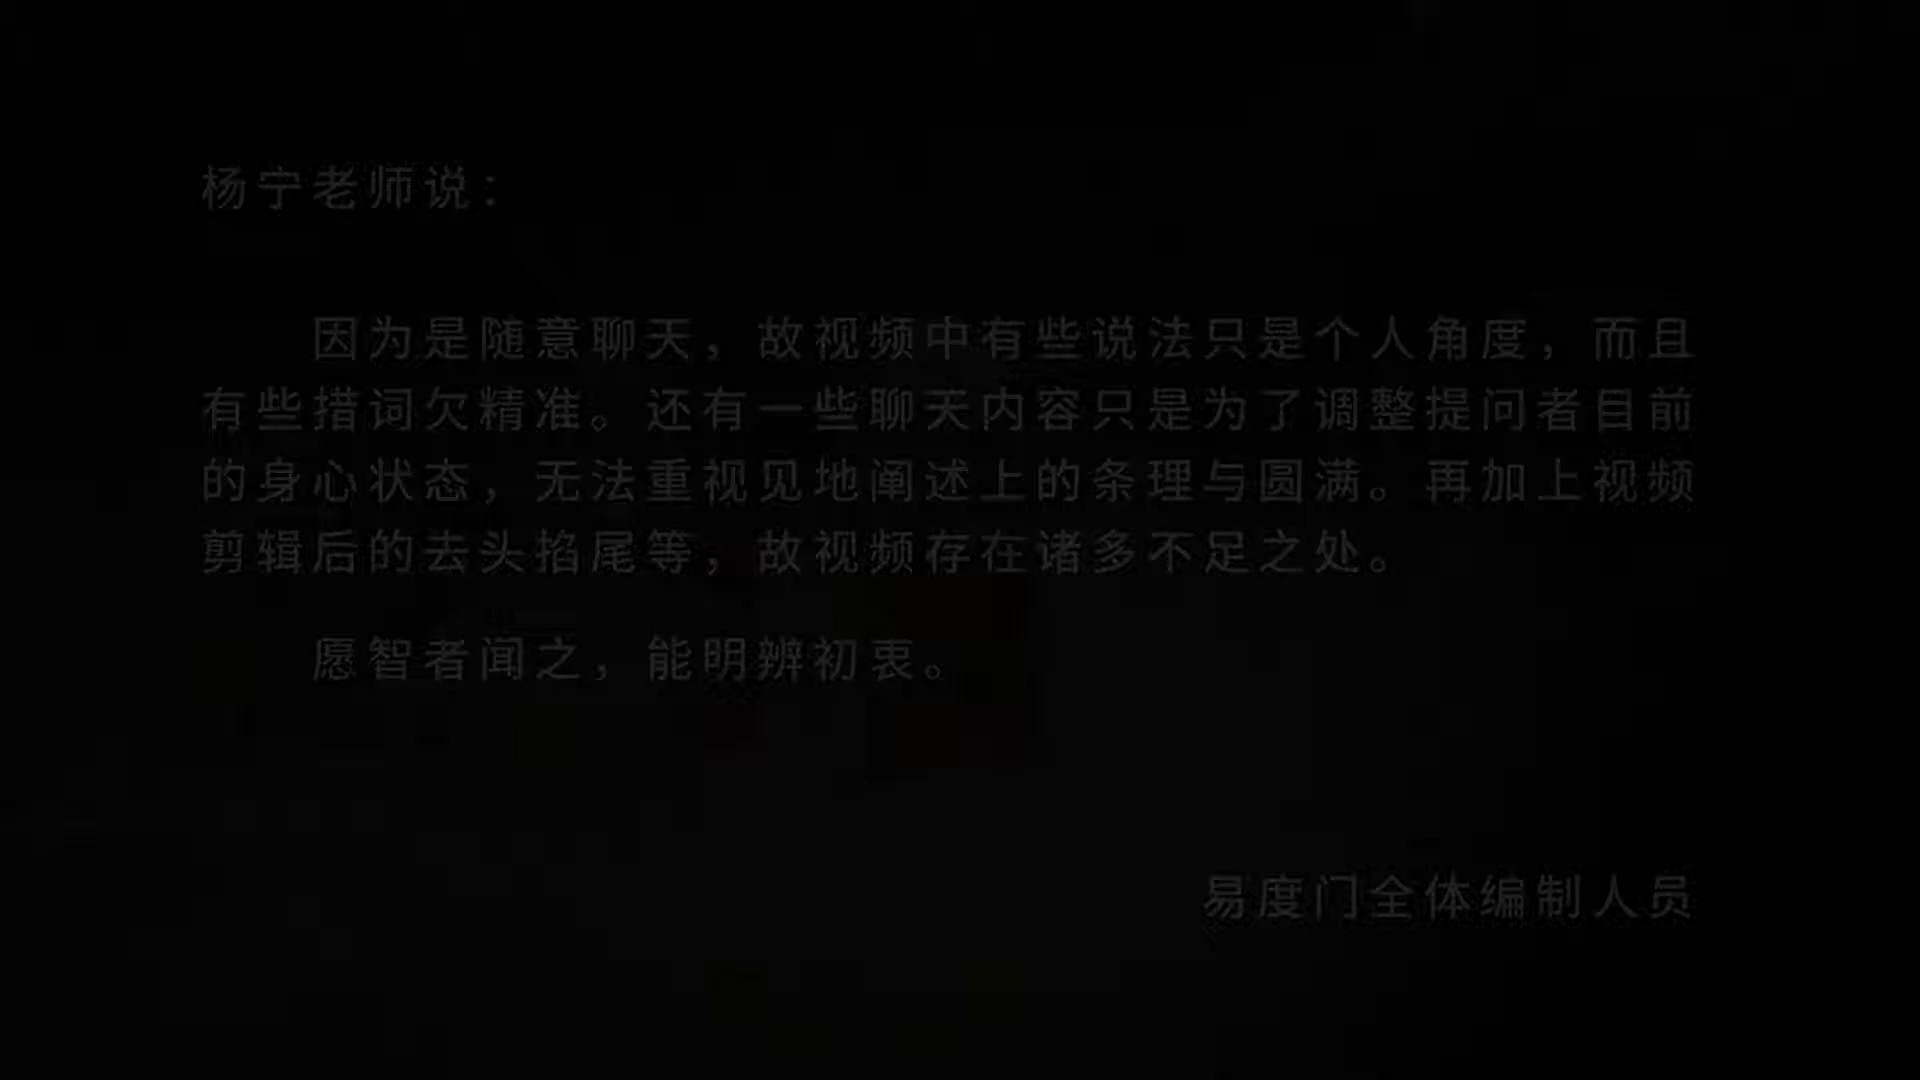 杨宁老师说：
因为是随意聊天，故视频中有些说法只是个人角度，而且
有些措词欠精准。还有一些聊天内容只是为了调整提问者目前
的身心状态，无法重视见地阐述上的条理与圆满。再加上视频
剪辑后的去头掐尾等，故视频存在诸多不足之处。
愿智者闻之，能明辨初衷。
易度门全体编制人员